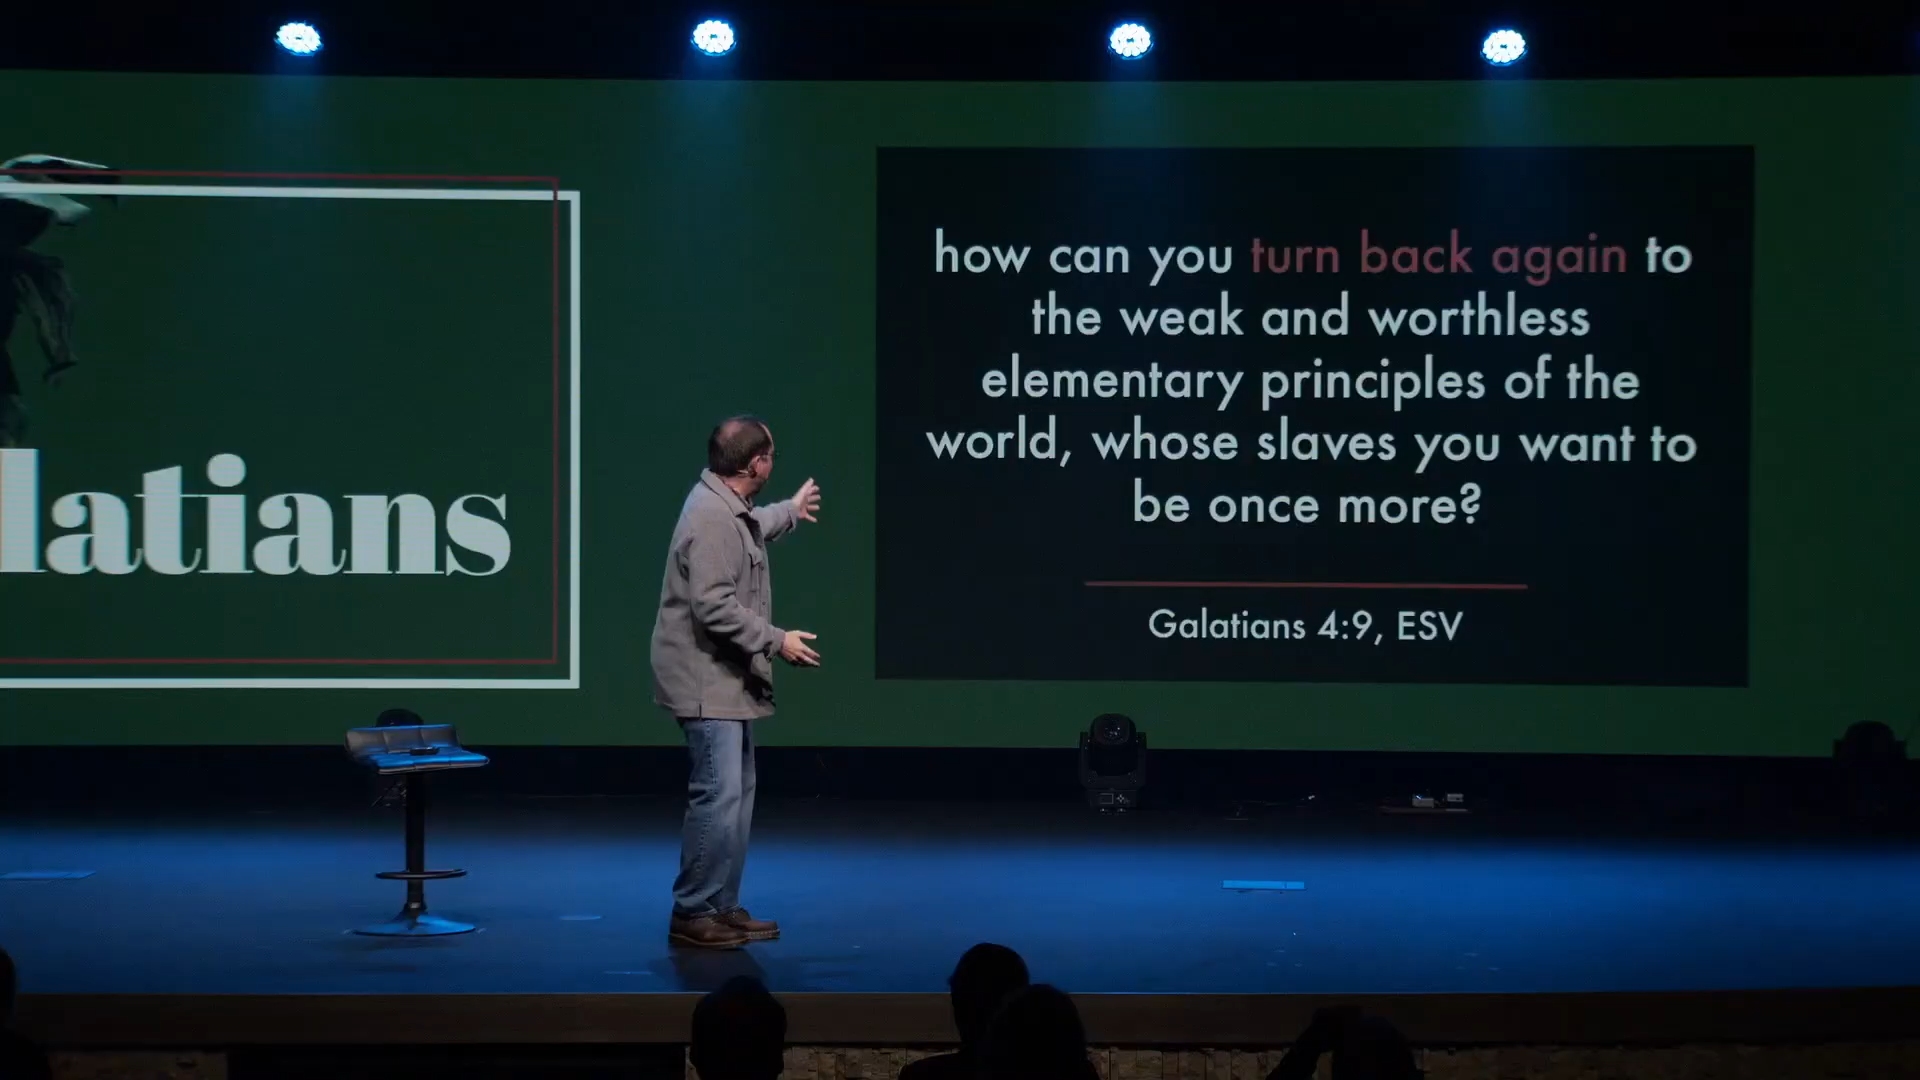 latians
how can you turn back again to
the weak and worthless
elementary principles of the
world, whose slaves you want to
be once more?
Galatians 4:9, ESV